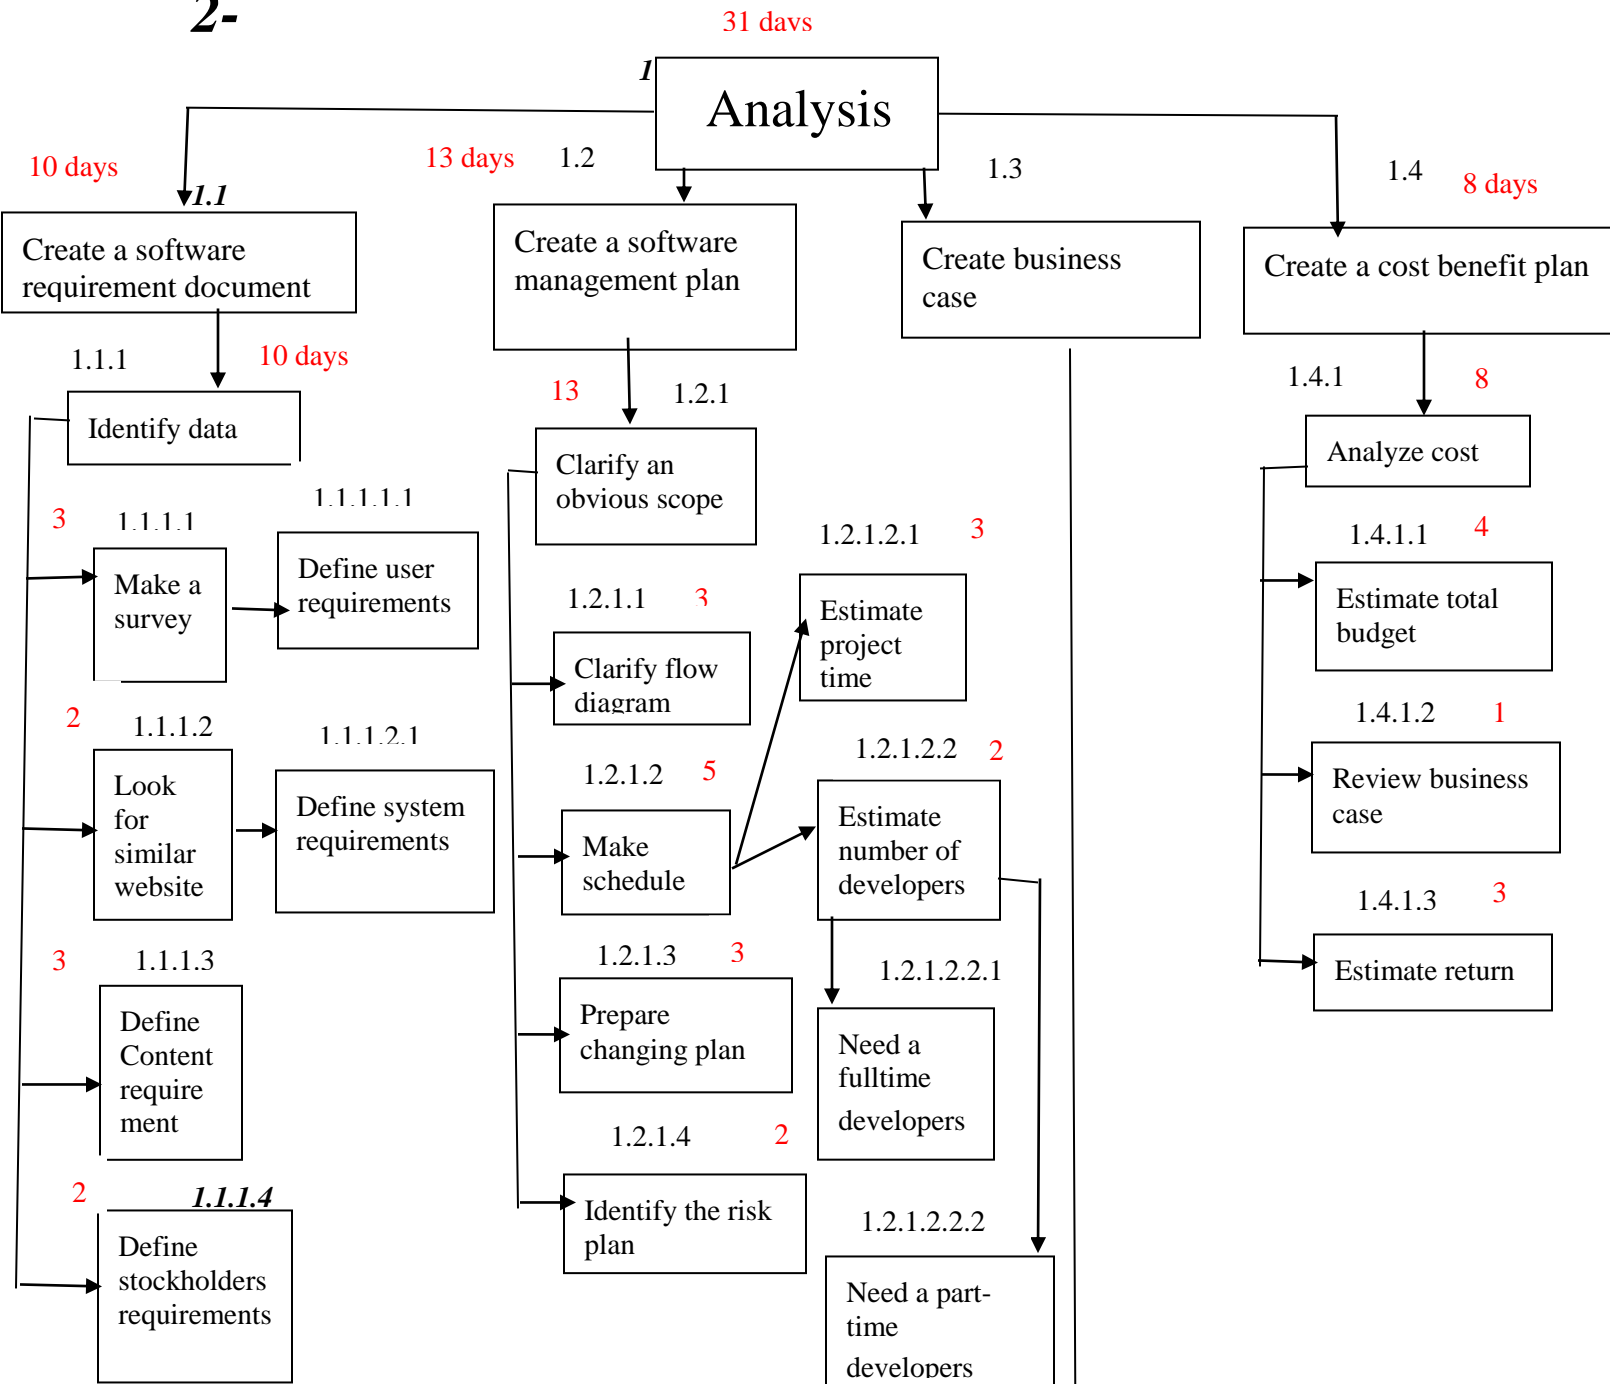 2-
31 days
1
Analysis
10 days
1.1
Create a software
requirement document
1.1.1
10 days
Identify data
3
1.1.1.1
Make a
survey
1.1.1.1.1
Define user
requirements
2
1.1.1.2
Look
for
similar
website
1.1.1.2.1
Define system
requirements
3
1.1.1.3
Define
Content
require
ment
2
1.1.1.4
Define
stockholders
requirements
13 days
1.2
Create a software
management plan
13
1.2.1
Clarify an
obvious scope
1.2.1.1
3
Clarify flow
diagram
1.2.1.2
5
Make
schedule
1.2.1.2.1
3
Estimate
project
time
1.2.1.2.2
2
Estimate
number of
developers
1.2.1.2.2.1
Need a
fulltime
developers
1.2.1.2.2.2
Need a part-
time
developers
1.2.1.3
3
Prepare
changing plan
1.2.1.4
2
Identify the risk
plan
1.3
Create business
case
1.4
8 days
Create a cost benefit plan
1.4.1
8
Analyze cost
1.4.1.1
4
Estimate total
budget
1.4.1.2
1
Review business
case
1.4.1.3
3
Estimate return